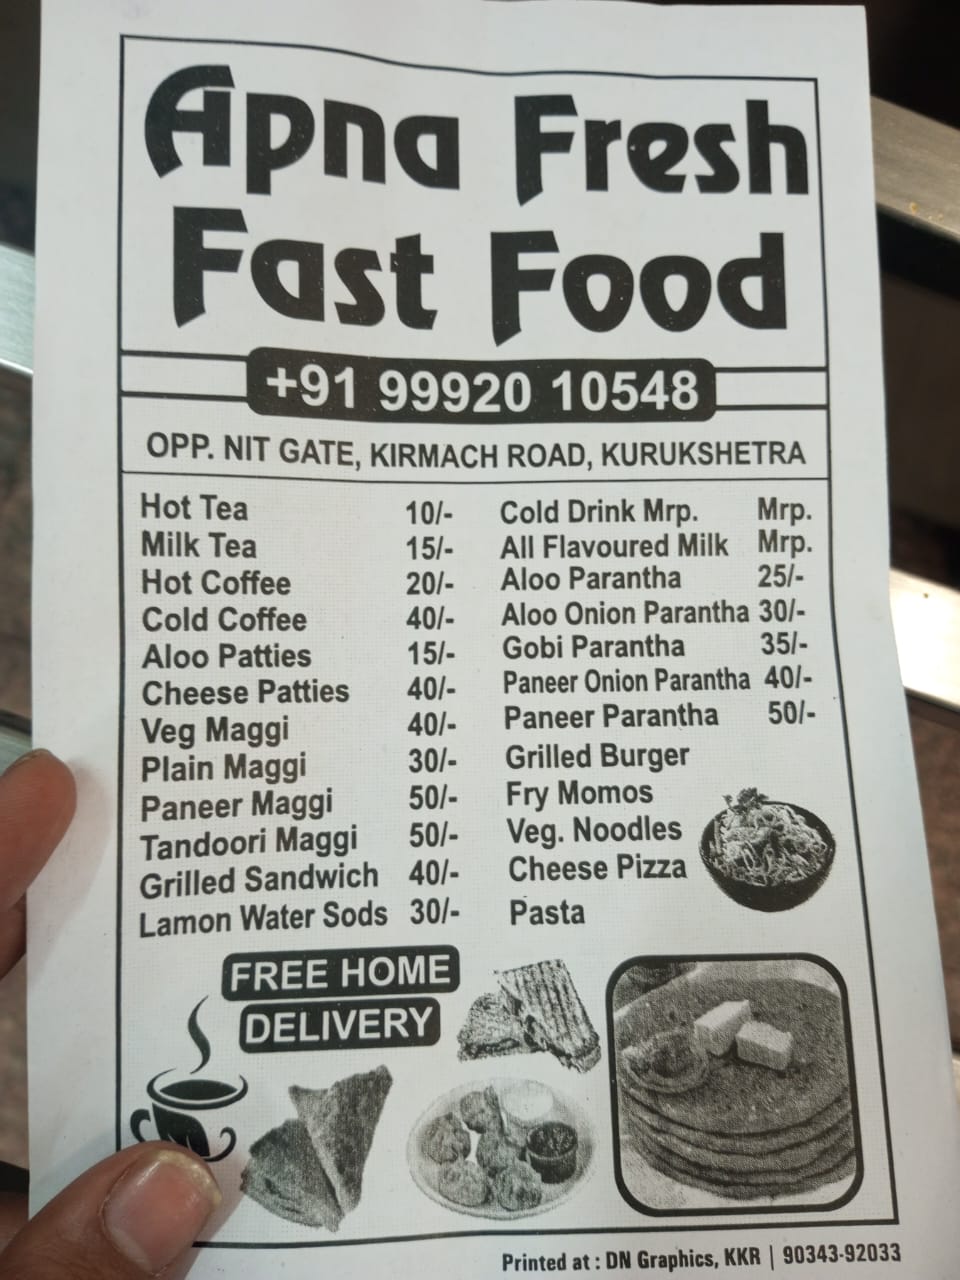 Apna Fresh
Fast Food
+91 99920 10548
OPP. NIT GATE, KIRMACH ROAD, KURUKSHETRA
Hot Tea 10/-
Milk Tea 15/-
Hot Coffee 20/-
Cold Coffee 40/-
Aloo Patties 15/-
Cheese Patties 40/-
Veg Maggi 40/-
Plain Maggi 30/-
Paneer Maggi 50/-
Tandoori Maggi 50/-
Grilled Sandwich 40/-
Lamon Water Sods 30/-
Cold Drink Mrp. Mrp.
All Flavoured Milk Mrp.
Aloo Parantha 25/-
Aloo Onion Parantha 30/-
Gobi Parantha 35/-
Paneer Onion Parantha 40/-
Paneer Parantha 50/-
Grilled Burger
Fry Momos
Veg. Noodles
Cheese Pizza
Pasta
FREE HOME
DELIVERY
Printed at : DN Graphics, KKR | 90343-92033